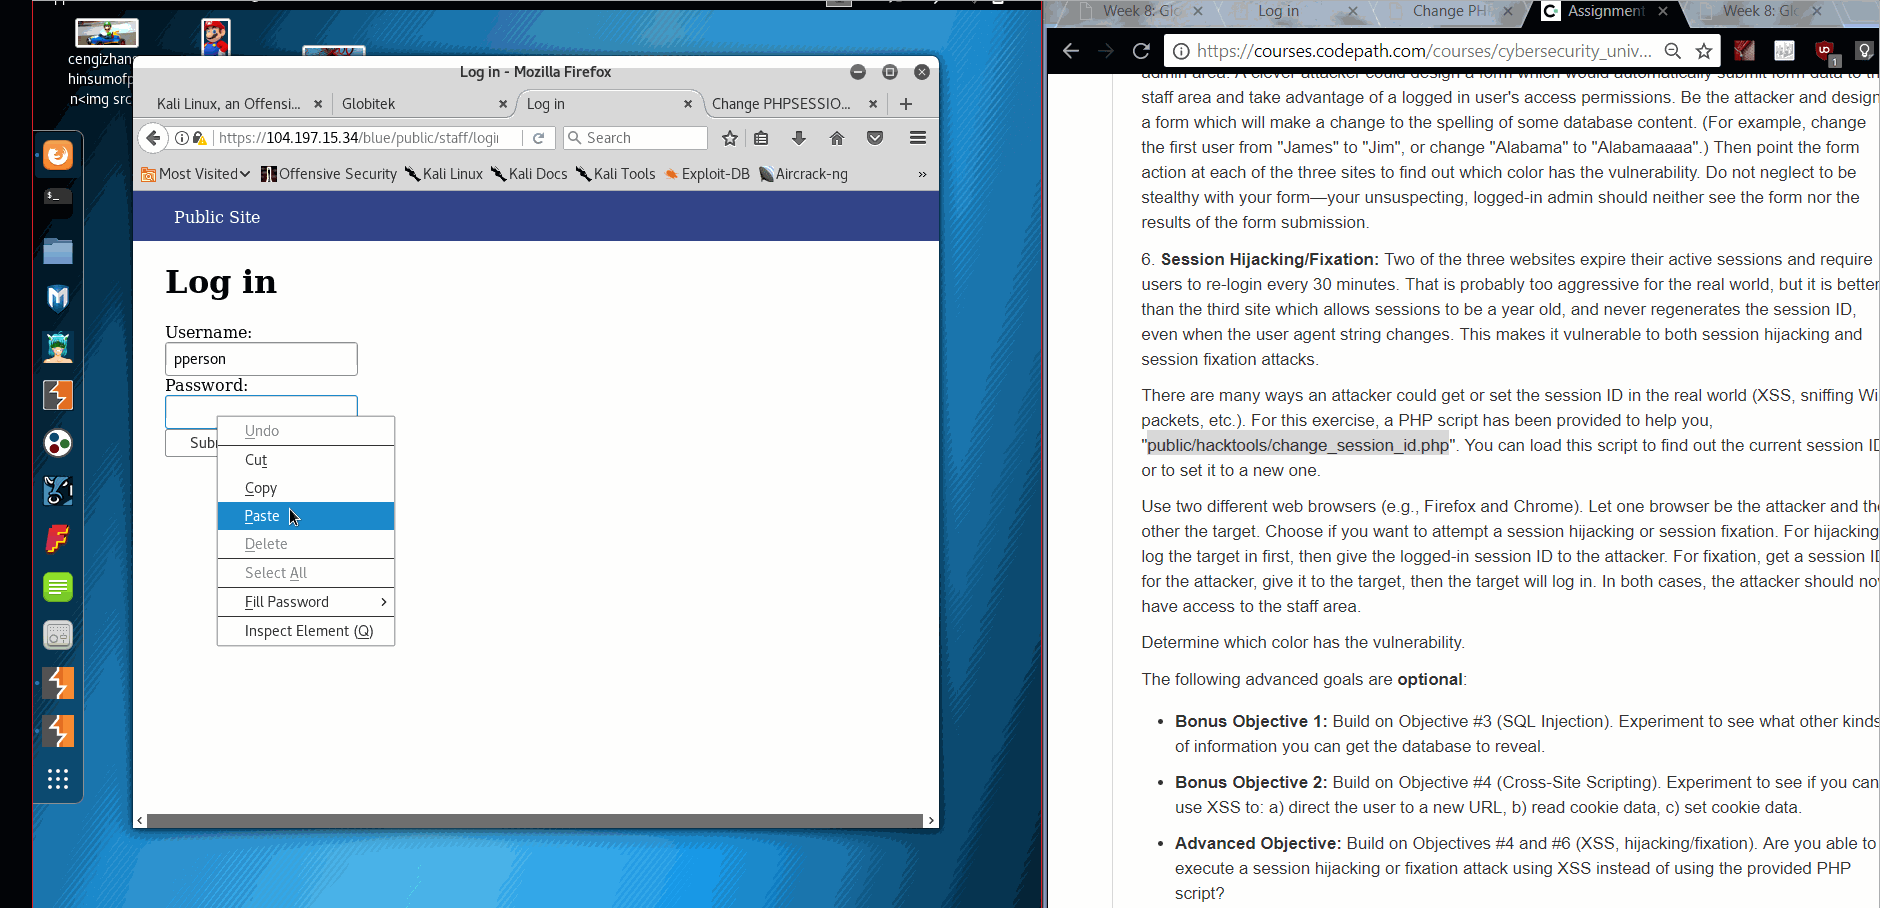 cengizhan
hinsumofp
n<img src
Log in - Mozilla Firefox
Kali Linux, an Offensi...
Globitek
Log in
Change PHPSESSIO...
https://104.197.15.34/blue/public/staff/login
Search
Most Visited
Offensive Security
Kali Linux
Kali Docs
Kali Tools
Exploit-DB
Aircrack-ng
»
Public Site
Log in
Username:
pperson
Password:
Subr
Undo
Cut
Copy
Paste
Delete
Select All
Fill Password
Inspect Element (Q)
Week 8: Glo
Log in
Change PH
Assignment
Week 8: Glo
https://courses.codepath.com/courses/cybersecurity_univ...
admin area. A clever attacker could design a form which would automatically submit form data to th
staff area and take advantage of a logged in user's access permissions. Be the attacker and design
a form which will make a change to the spelling of some database content. (For example, change
the first user from "James" to "Jim", or change "Alabama" to "Alabamaaaa".) Then point the form
action at each of the three sites to find out which color has the vulnerability. Do not neglect to be
stealthy with your form—your unsuspecting, logged-in admin should neither see the form nor the
results of the form submission.
6. Session Hijacking/Fixation: Two of the three websites expire their active sessions and require
users to re-login every 30 minutes. That is probably too aggressive for the real world, but it is better
than the third site which allows sessions to be a year old, and never regenerates the session ID,
even when the user agent string changes. This makes it vulnerable to both session hijacking and
session fixation attacks.
There are many ways an attacker could get or set the session ID in the real world (XSS, sniffing Wi
packets, etc.). For this exercise, a PHP script has been provided to help you,
"public/hacktools/change_session_id.php". You can load this script to find out the current session ID
or to set it to a new one.
Use two different web browsers (e.g., Firefox and Chrome). Let one browser be the attacker and the
other the target. Choose if you want to attempt a session hijacking or session fixation. For hijacking
log the target in first, then give the logged-in session ID to the attacker. For fixation, get a session ID
for the attacker, give it to the target, then the target will log in. In both cases, the attacker should no
have access to the staff area.
Determine which color has the vulnerability.
The following advanced goals are optional:
• Bonus Objective 1: Build on Objective #3 (SQL Injection). Experiment to see what other kinds
of information you can get the database to reveal.
• Bonus Objective 2: Build on Objective #4 (Cross-Site Scripting). Experiment to see if you can
use XSS to: a) direct the user to a new URL, b) read cookie data, c) set cookie data.
• Advanced Objective: Build on Objectives #4 and #6 (XSS, hijacking/fixation). Are you able to
execute a session hijacking or fixation attack using XSS instead of using the provided PHP
script?